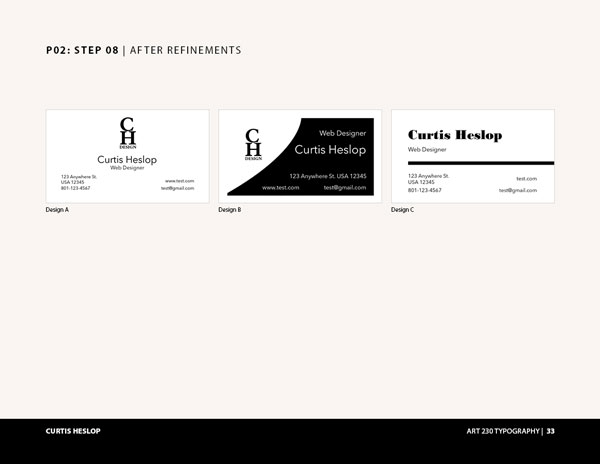 P02: STEP 08 | AFTER REFINEMENTS
CH
DESIGN
Curtis Heslop
Web Designer
123 Anywhere St.
USA 12345
801-123-4567
www.test.com
test@gmail.com
Design A
CH
DESIGN
Web Designer
Curtis Heslop
123 Anywhere St. USA 12345
www.test.com test@gmail.com
Design B
Curtis Heslop
Web Designer
123 Anywhere St.
USA 12345
801-123-4567
test.com
test@gmail.com
Design C
CURTIS HESLOP
ART 230 TYPOGRAPHY | 33